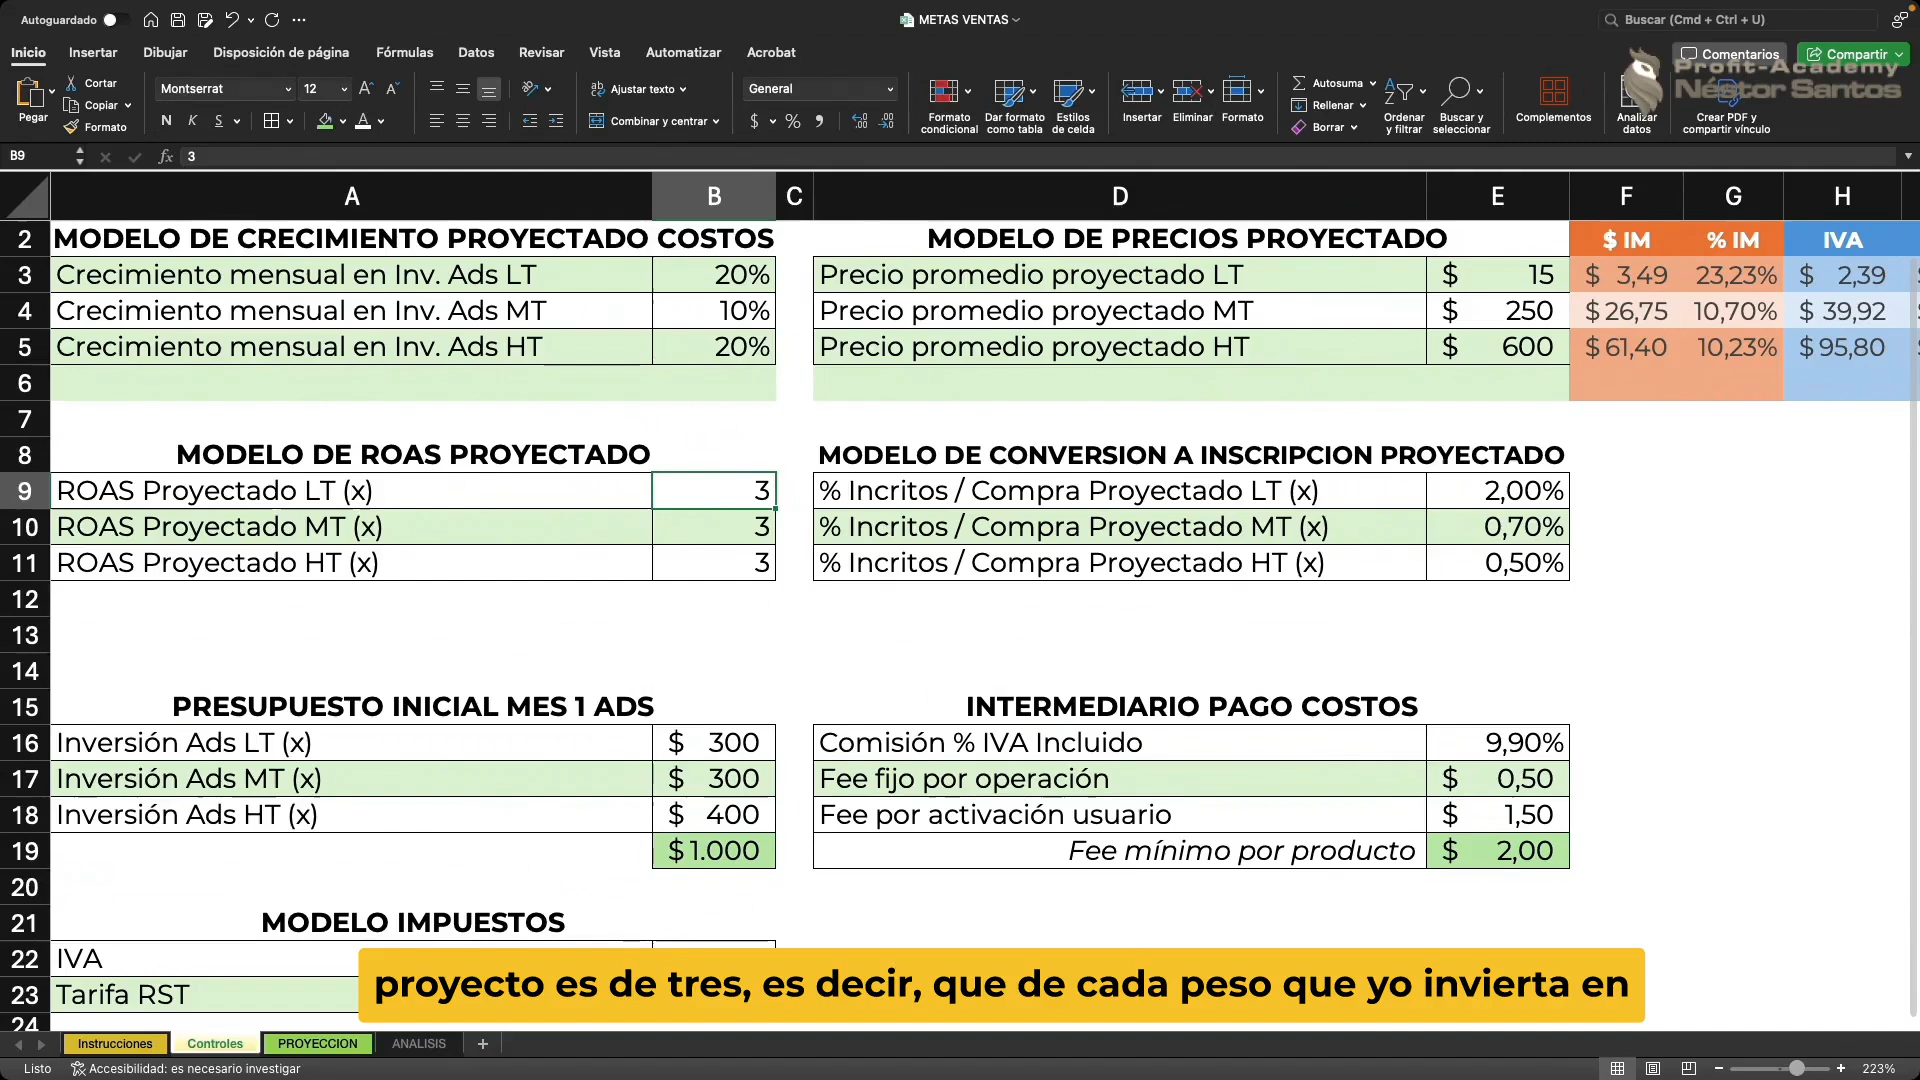 Autoguardado
METAS VENTAS
Buscar (Cmd + Ctrl + U)
Inicio Insertar Dibujar Disposición de página Fórmulas Datos Revisar Vista Automatizar Acrobat
Comentarios Compartir
Profit-Academy
Néstor Santos
Pegar Cortar Copiar Formato
Montserrat 12
N K S
Ajustar texto
Combinar y centrar
General
$ %
Formato condicional
Dar formato como tabla
Estilos de celda
Insertar Eliminar Formato
Autosuma
Rellenar
Borrar
Ordenar y filtrar
Buscar y seleccionar
Complementos
Analizar datos
Crear PDF y compartir vínculo
B9 fx 3
A B C D E F G H
2 MODELO DE CRECIMIENTO PROYECTADO COSTOS MODELO DE PRECIOS PROYECTADO $ IM % IM IVA
3 Crecimiento mensual en Inv. Ads LT 20% Precio promedio proyectado LT $ 15 $ 3,49 23,23% $ 2,39
4 Crecimiento mensual en Inv. Ads MT 10% Precio promedio proyectado MT $ 250 $ 26,75 10,70% $ 39,92
5 Crecimiento mensual en Inv. Ads HT 20% Precio promedio proyectado HT $ 600 $ 61,40 10,23% $ 95,80
6
7
8 MODELO DE ROAS PROYECTADO MODELO DE CONVERSION A INSCRIPCION PROYECTADO
9 ROAS Proyectado LT (x) 3 % Incritos / Compra Proyectado LT (x) 2,00%
10 ROAS Proyectado MT (x) 3 % Incritos / Compra Proyectado MT (x) 0,70%
11 ROAS Proyectado HT (x) 3 % Incritos / Compra Proyectado HT (x) 0,50%
12
13
14
15 PRESUPUESTO INICIAL MES 1 ADS INTERMEDIARIO PAGO COSTOS
16 Inversión Ads LT (x) $ 300 Comisión % IVA Incluido 9,90%
17 Inversión Ads MT (x) $ 300 Fee fijo por operación $ 0,50
18 Inversión Ads HT (x) $ 400 Fee por activación usuario $ 1,50
19 $ 1.000 Fee mínimo por producto $ 2,00
20
21 MODELO IMPUESTOS
22 IVA
23 Tarifa RST
24
proyecto es de tres, es decir, que de cada peso que yo invierta en
Instrucciones Controles PROYECCION ANALISIS +
Listo Accesibilidad: es necesario investigar 223%